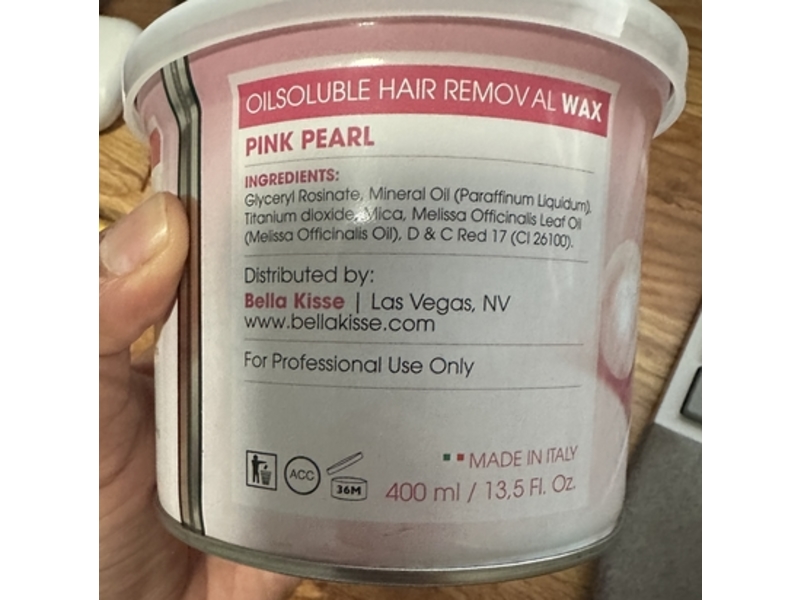 OILSOLUBLE HAIR REMOVAL WAX
PINK PEARL
INGREDIENTS:
Glyceryl Rosinate, Mineral Oil (Paraffinum Liquidum),
Titanium dioxide, Mica, Melissa Officinalis Leaf Oil
(Melissa Officinalis Oil), D & C Red 17 (CI 26100).
Distributed by:
Bella Kisse | Las Vegas, NV
www.bellakisse.com
For Professional Use Only
ACC
36M
MADE IN ITALY
400 ml / 13,5 Fl. Oz.